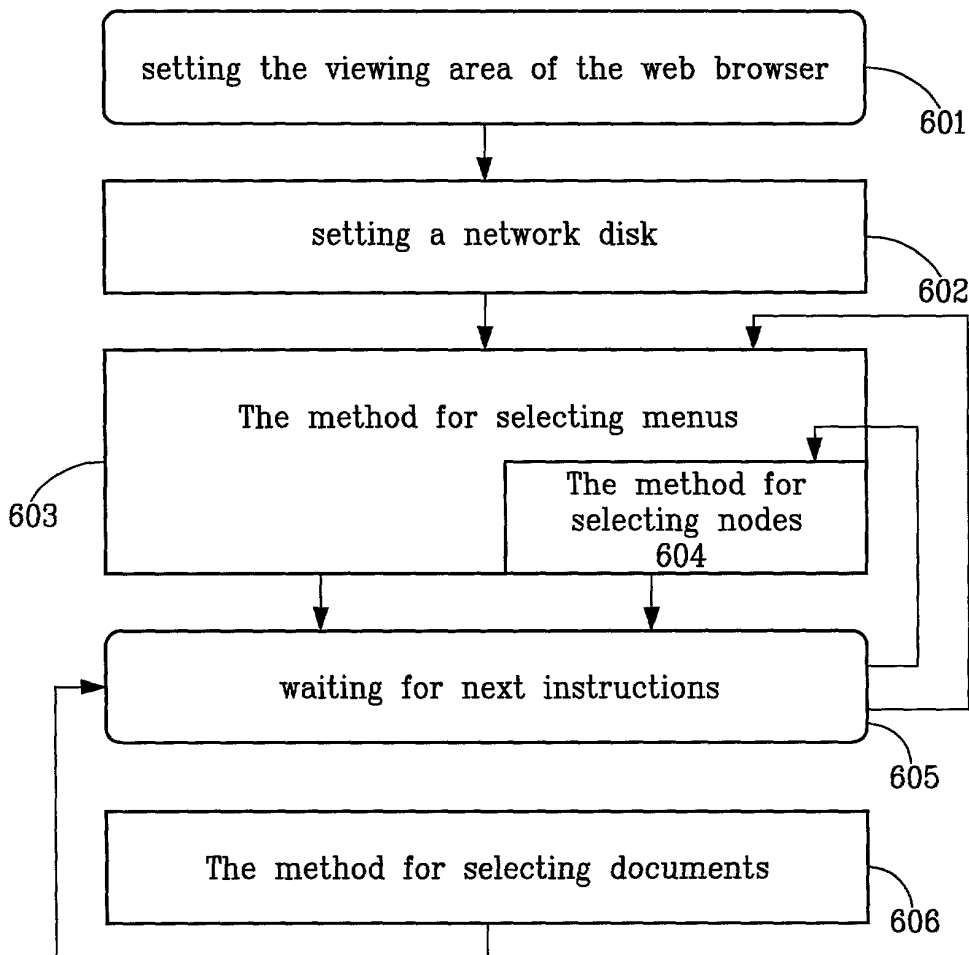 setting the viewing area of the web browser
601
setting a network disk
602
The method for selecting menus
603
The method for
selecting nodes
604
waiting for next instructions
605
The method for selecting documents
606